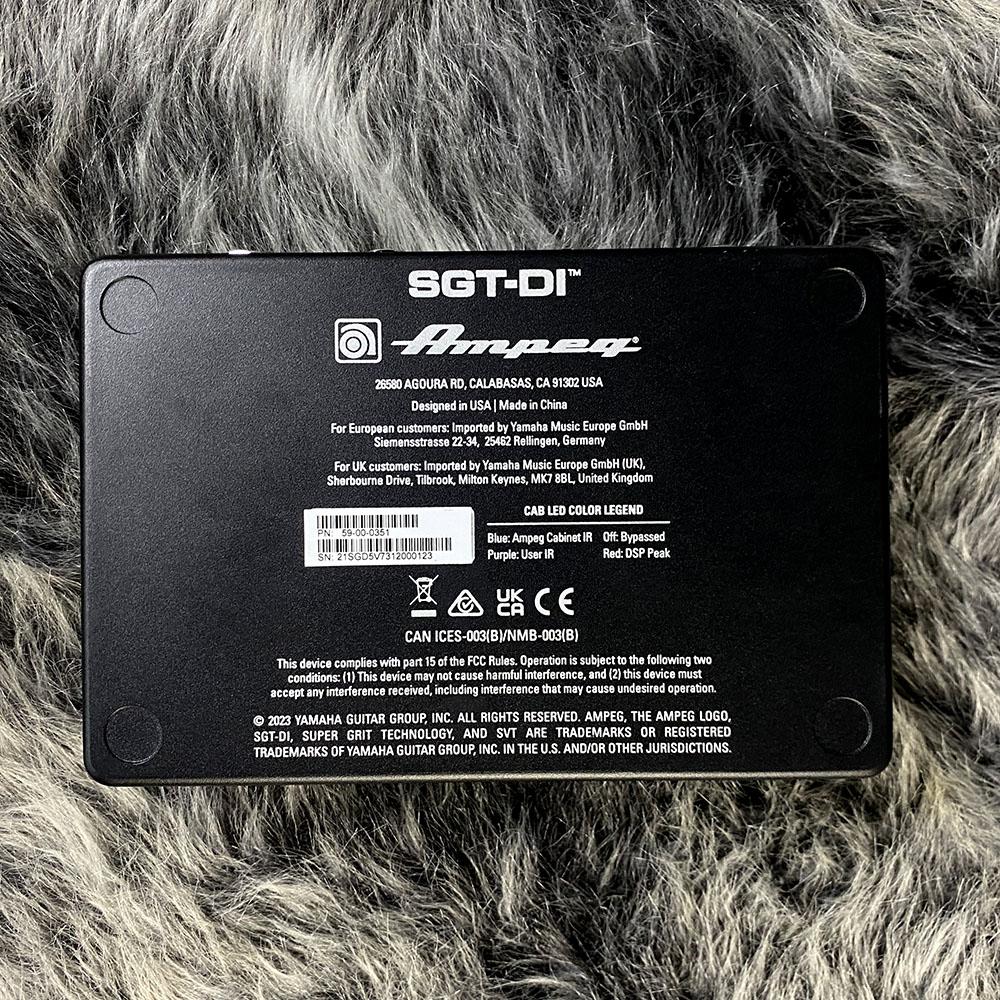 SGT-DI™
Ampeg®
26580 AGOURA RD, CALABASAS, CA 91302 USA
Designed in USA | Made in China
For European customers: Imported by Yamaha Music Europe GmbH
Siemensstrasse 22-34, 25462 Rellingen, Germany
For UK customers: Imported by Yamaha Music Europe GmbH (UK),
Sherbourne Drive, Tilbrook, Milton Keynes, MK7 8BL, United Kingdom
PN: 59-00-0351
SN: 21SGD5V7312000123
CAB LED COLOR LEGEND
Blue: Ampeg Cabinet IR Off: Bypassed
Purple: User IR Red: DSP Peak
UK CA CE
CAN ICES-003(B)/NMB-003(B)
This device complies with part 15 of the FCC Rules. Operation is subject to the following two
conditions: (1) This device may not cause harmful interference, and (2) this device must
accept any interference received, including interference that may cause undesired operation.
© 2023 YAMAHA GUITAR GROUP, INC. ALL RIGHTS RESERVED. AMPEG, THE AMPEG LOGO,
SGT-DI, SUPER GRIT TECHNOLOGY, AND SVT ARE TRADEMARKS OR REGISTERED
TRADEMARKS OF YAMAHA GUITAR GROUP, INC. IN THE U.S. AND/OR OTHER JURISDICTIONS.